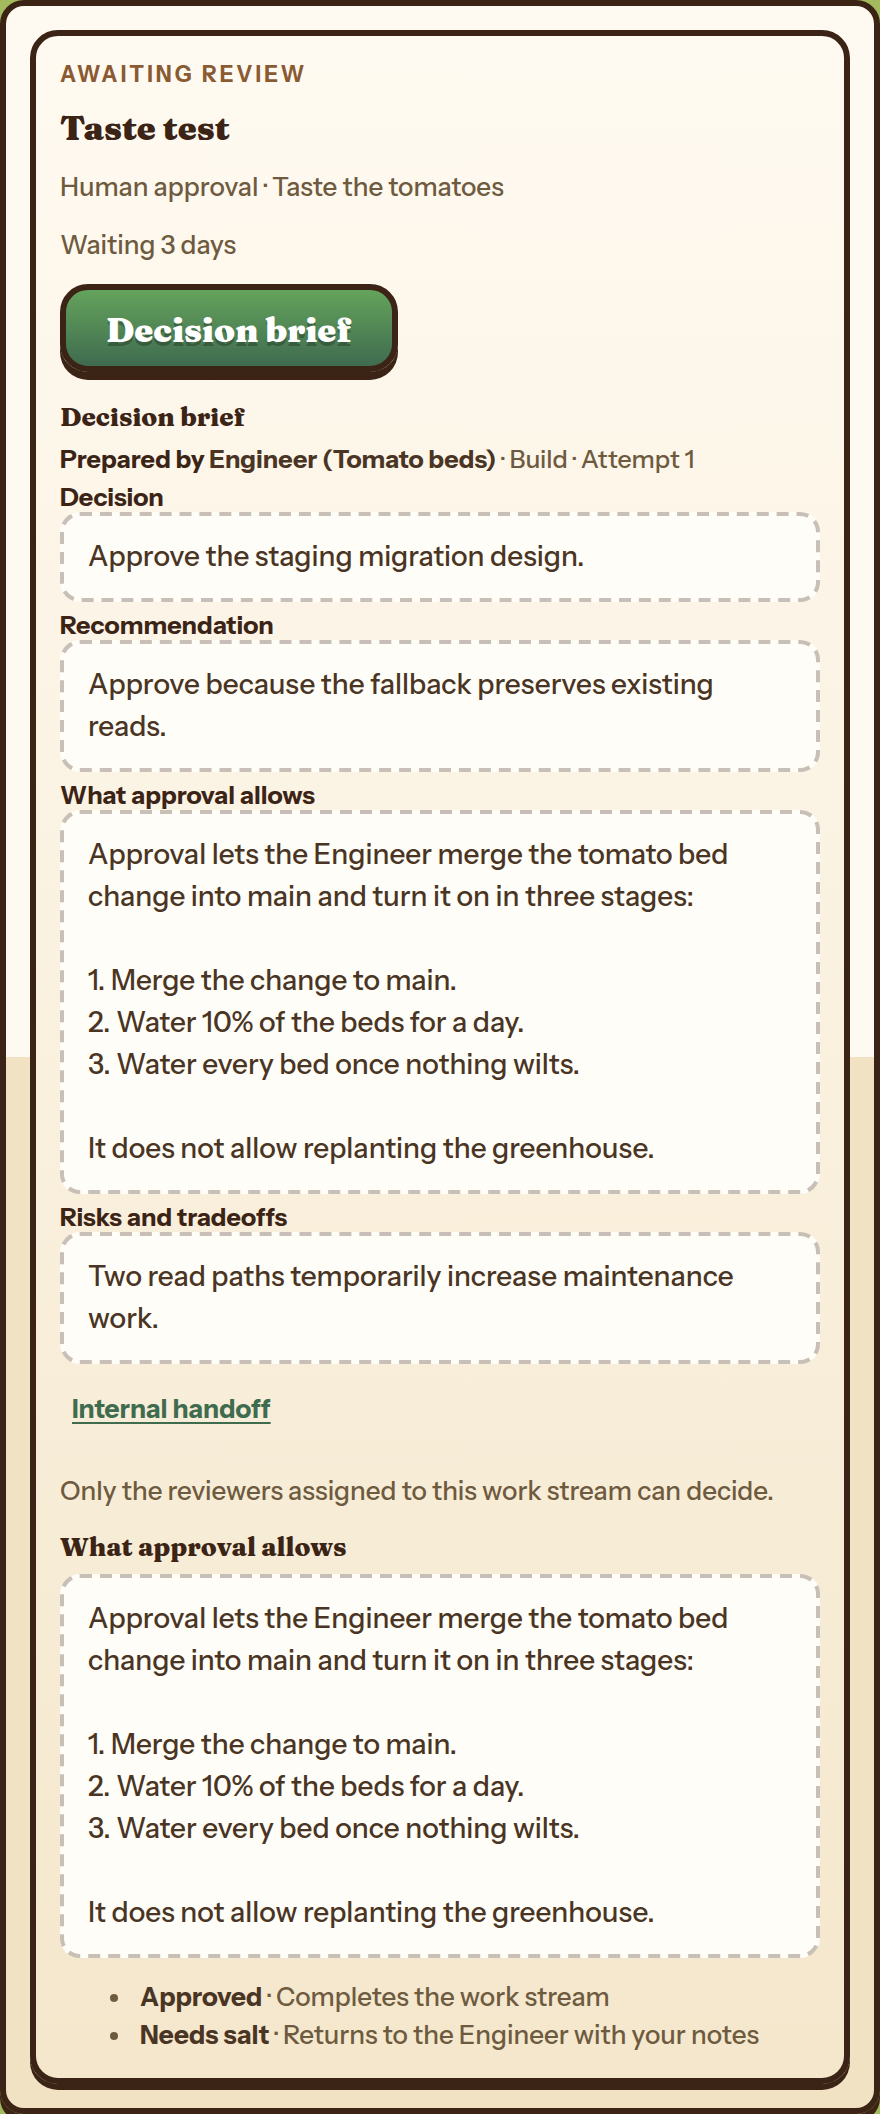 AWAITING REVIEW
Taste test
Human approval · Taste the tomatoes
Waiting 3 days
Decision brief
Decision brief
Prepared by Engineer (Tomato beds) · Build · Attempt 1
Decision
Approve the staging migration design.
Recommendation
Approve because the fallback preserves existing
reads.
What approval allows
Approval lets the Engineer merge the tomato bed
change into main and turn it on in three stages:
1. Merge the change to main.
2. Water 10% of the beds for a day.
3. Water every bed once nothing wilts.
It does not allow replanting the greenhouse.
Risks and tradeoffs
Two read paths temporarily increase maintenance
work.
Internal handoff
Only the reviewers assigned to this work stream can decide.
What approval allows
Approval lets the Engineer merge the tomato bed
change into main and turn it on in three stages:
1. Merge the change to main.
2. Water 10% of the beds for a day.
3. Water every bed once nothing wilts.
It does not allow replanting the greenhouse.
• Approved · Completes the work stream
• Needs salt · Returns to the Engineer with your notes